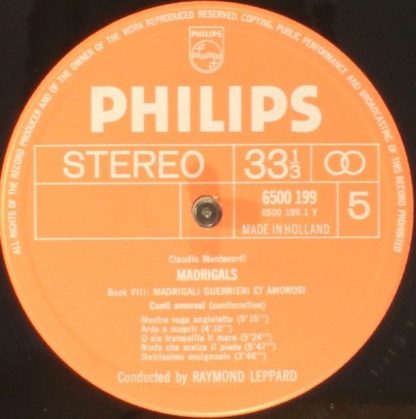 ALL RIGHTS OF THE RECORD PRODUCER AND OF THE OWNER OF THE WORK REPRODUCED RESERVED. COPYING, PUBLIC PERFORMANCE AND BROADCASTING OF THIS RECORD PROHIBITED
PHILIPS
PHILIPS
STEREO 33⅓
6500 199 5
6500 199.1 Y
MADE IN HOLLAND
Claudio Monteverdi
MADRIGALS
Book VIII: MADRIGALI GUERRIERI ET AMOROSI
Canti amorosi (continuation)
Mentre vaga angioletta (9'15")
Ardo e scoprir (4'10")
O sia tranquillo il mare (5'24")
Ninfa che scalza il piede (5'47")
Dolcissimo uscignuolo (3'46")
Conducted by RAYMOND LEPPARD